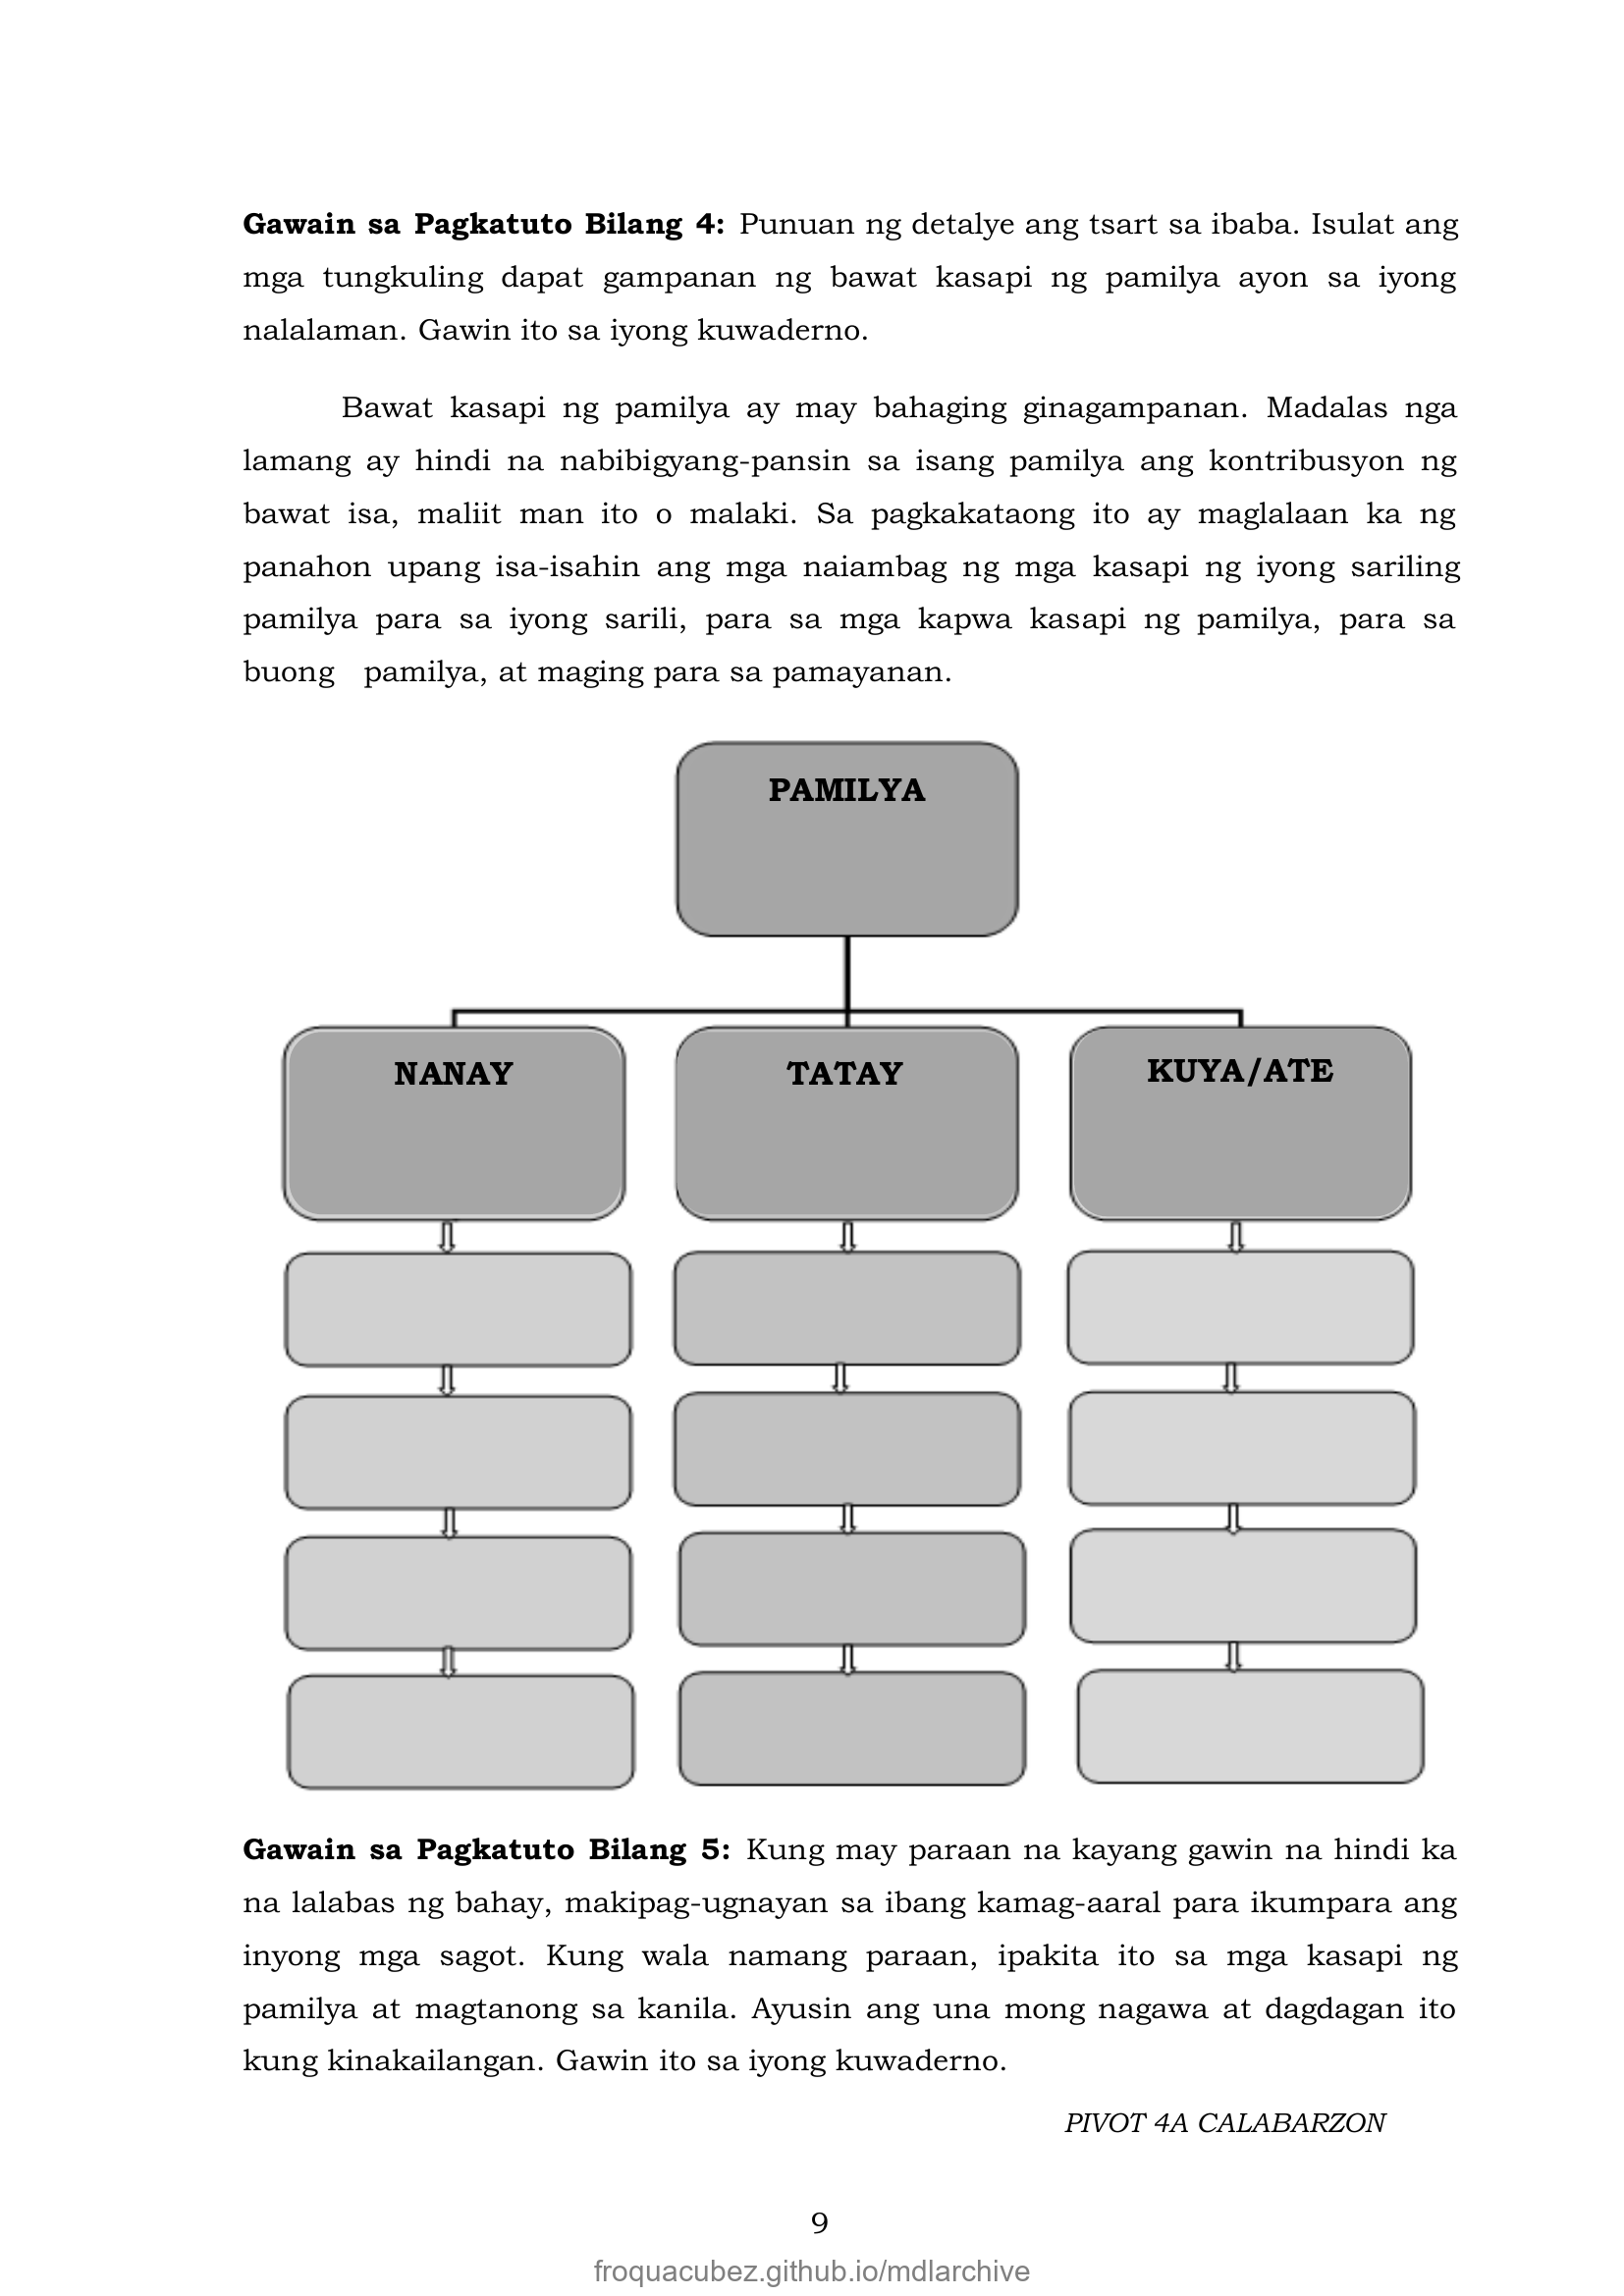 Gawain sa Pagkatuto Bilang 4: Punuan ng detalye ang tsart sa ibaba. Isulat ang
mga tungkuling dapat gampanan ng bawat kasapi ng pamilya ayon sa iyong
nalalaman. Gawin ito sa iyong kuwaderno.
Bawat kasapi ng pamilya ay may bahaging ginagampanan. Madalas nga
lamang ay hindi na nabibigyang-pansin sa isang pamilya ang kontribusyon ng
bawat isa, maliit man ito o malaki. Sa pagkakataong ito ay maglalaan ka ng
panahon upang isa-isahin ang mga naiambag ng mga kasapi ng iyong sariling
pamilya para sa iyong sarili, para sa mga kapwa kasapi ng pamilya, para sa
buong pamilya, at maging para sa pamayanan.
PAMILYA
NANAY
TATAY
KUYA/ATE
Gawain sa Pagkatuto Bilang 5: Kung may paraan na kayang gawin na hindi ka
na lalabas ng bahay, makipag-ugnayan sa ibang kamag-aaral para ikumpara ang
inyong mga sagot. Kung wala namang paraan, ipakita ito sa mga kasapi ng
pamilya at magtanong sa kanila. Ayusin ang una mong nagawa at dagdagan ito
kung kinakailangan. Gawin ito sa iyong kuwaderno.
PIVOT 4A CALABARZON
9
froquacubez.github.io/mdlarchive